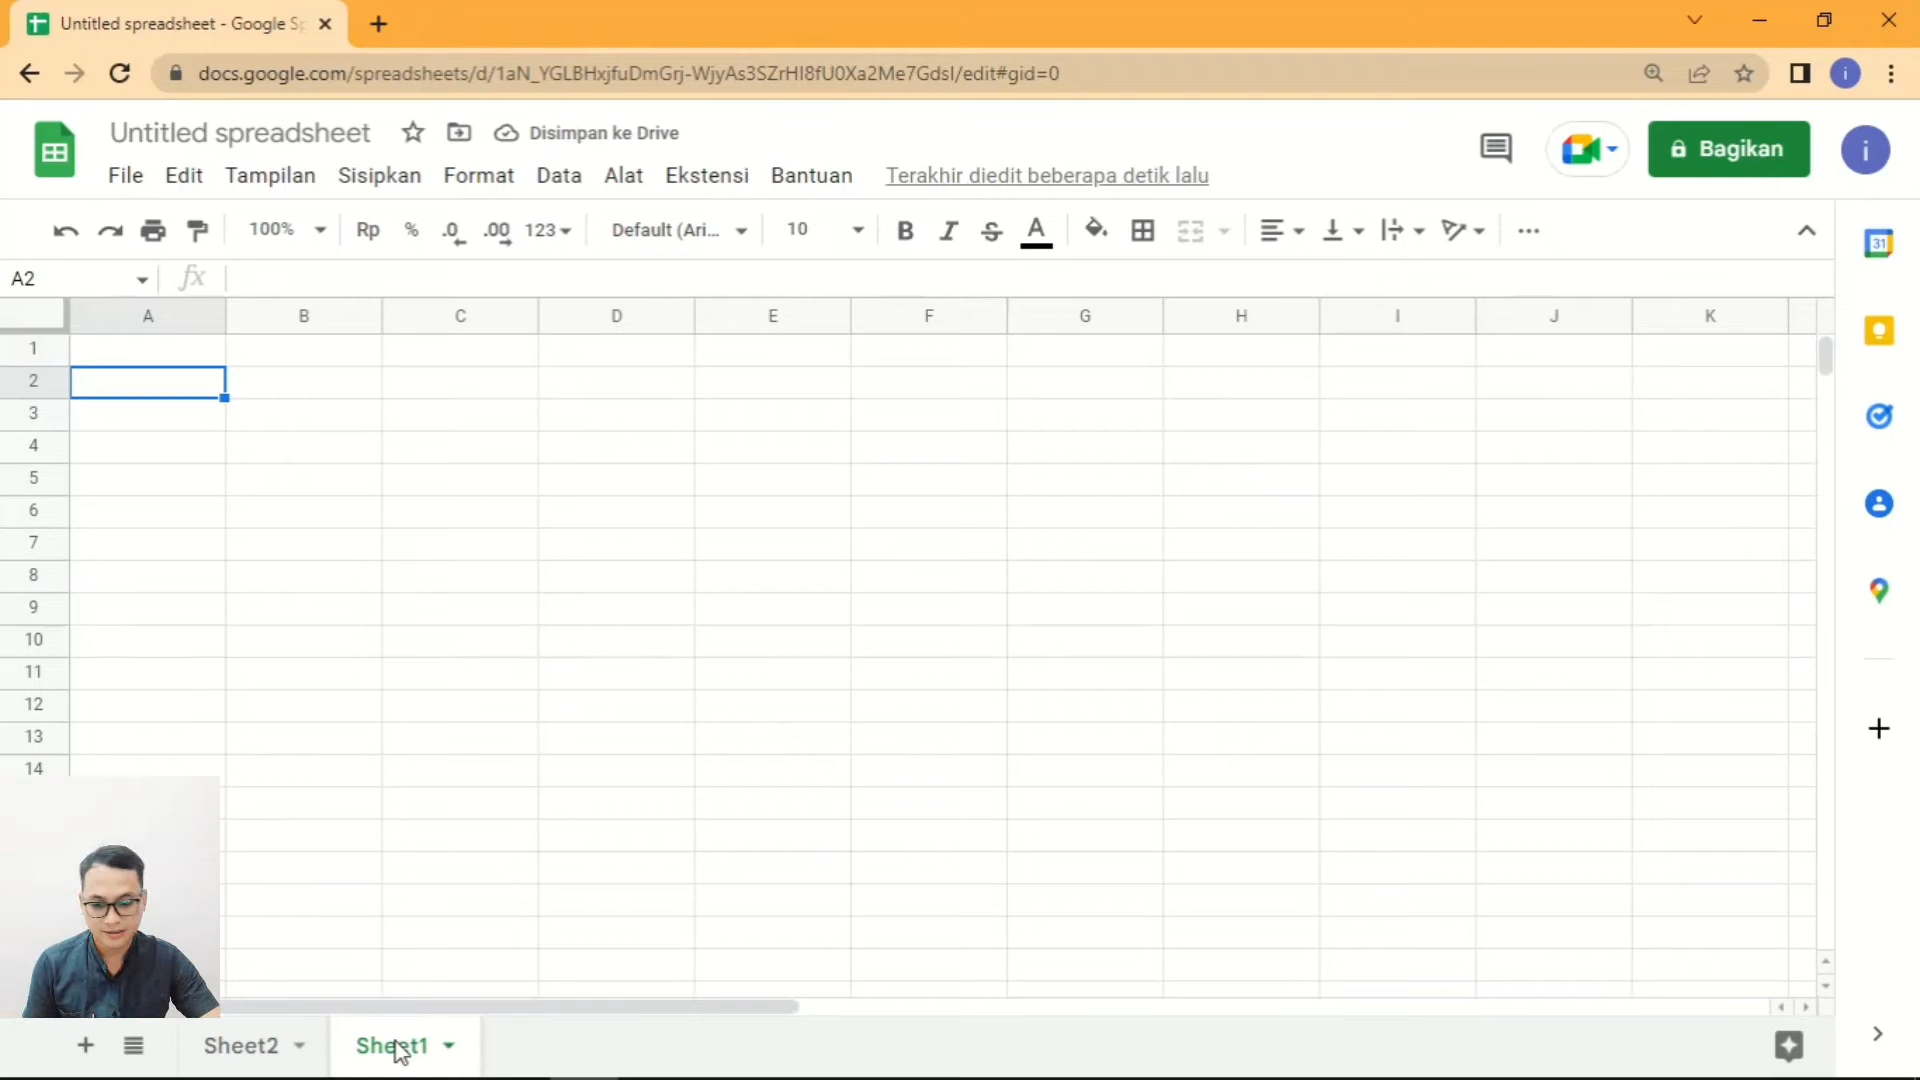 Untitled spreadsheet - Google Sp
docs.google.com/spreadsheets/d/1aN_YGLBHxjfuDmGrj-WjyAs3SZrHI8fU0Xa2Me7GdsI/edit#gid=0
i
Untitled spreadsheet
Disimpan ke Drive
Bagikan
i
File Edit Tampilan Sisipkan Format Data Alat Ekstensi Bantuan Terakhir diedit beberapa detik lalu
100% Rp % .0 .00 123 Default (Ari... 10 B I S A
31
A2 fx
A B C D E F G H I J K
1
2
3
4
5
6
7
8
9
10
11
12
13
14
Sheet2 Sheet1